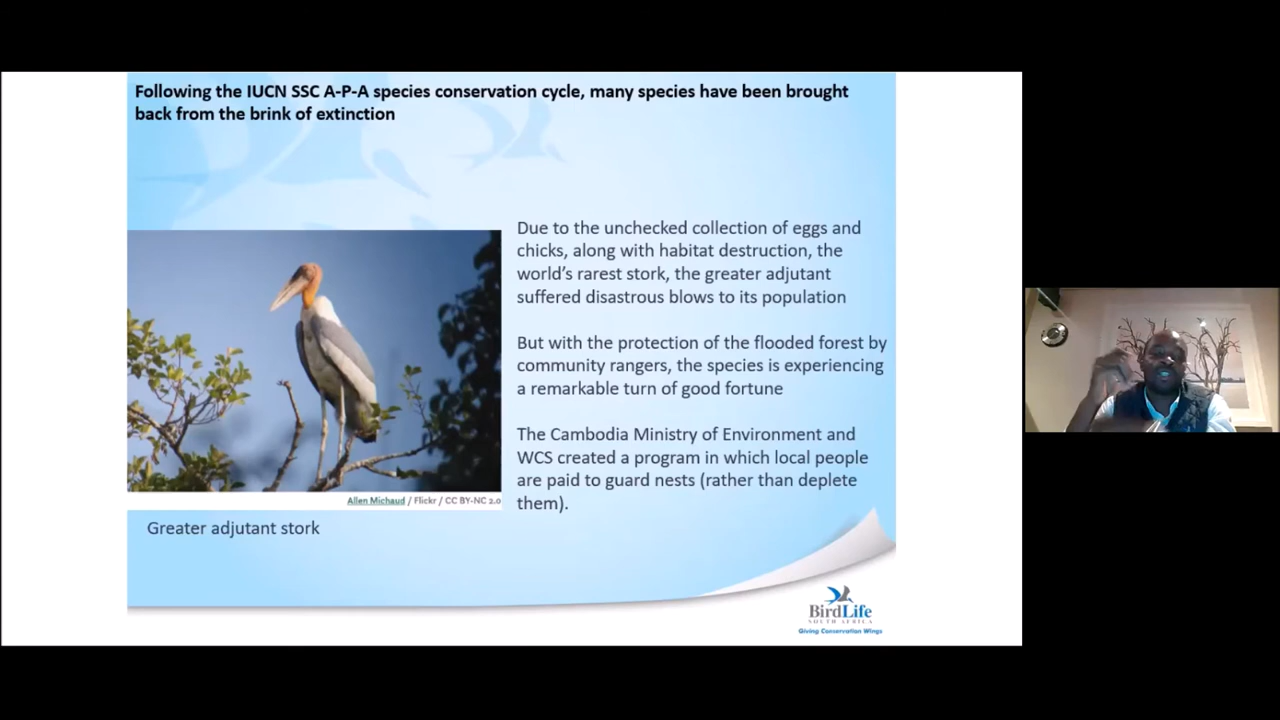 Following the IUCN SSC A-P-A species conservation cycle, many species have been brought
back from the brink of extinction
Due to the unchecked collection of eggs and
chicks, along with habitat destruction, the
world's rarest stork, the greater adjutant
suffered disastrous blows to its population
But with the protection of the flooded forest by
community rangers, the species is experiencing
a remarkable turn of good fortune
The Cambodia Ministry of Environment and
WCS created a program in which local people
are paid to guard nests (rather than deplete
them).
Allen Michaud / Flickr / CC BY-NC 2.0
Greater adjutant stork
BirdLife
SOUTH AFRICA
Giving Conservation Wings